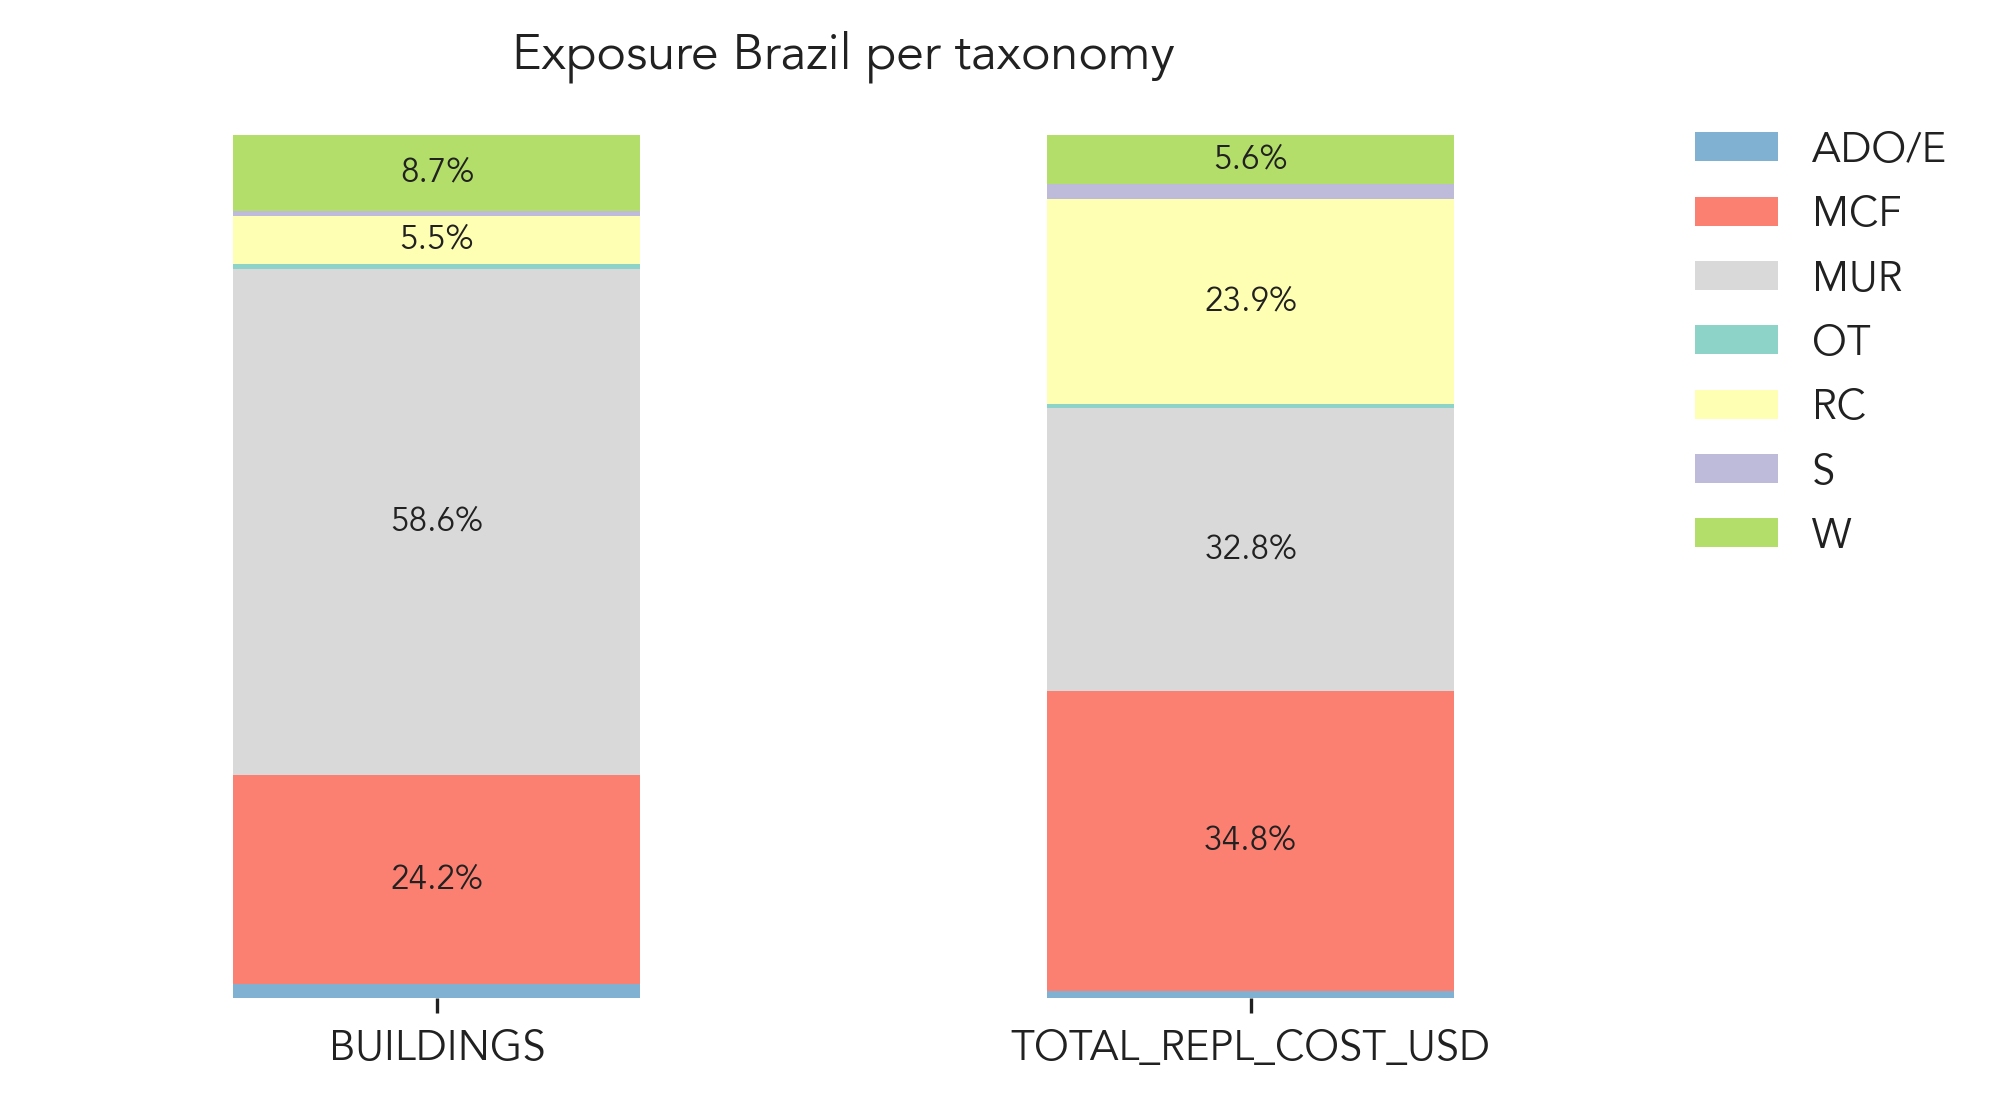 Exposure Brazil per taxonomy
8.7%
5.5%
58.6%
24.2%
BUILDINGS
5.6%
23.9%
32.8%
34.8%
TOTAL_REPL_COST_USD
ADO/E
MCF
MUR
OT
RC
S
W